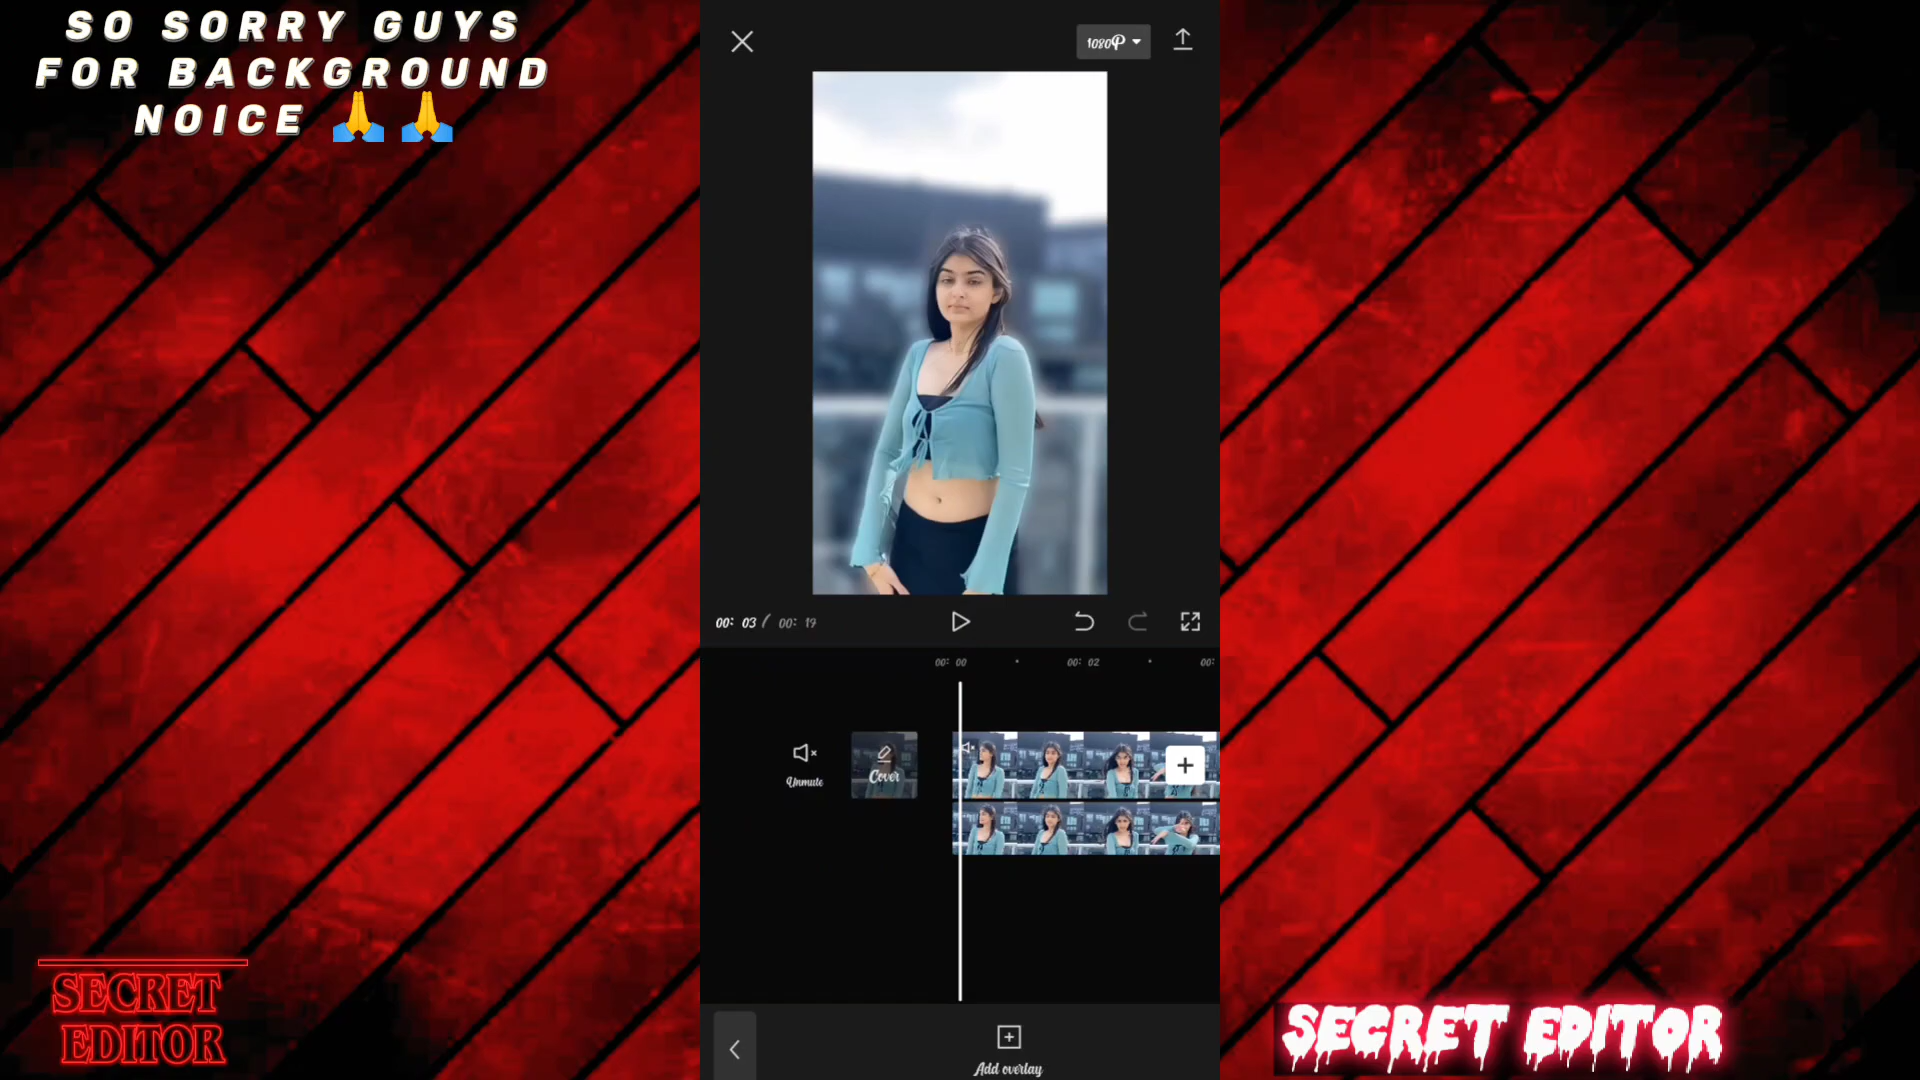 SO SORRY GUYS
FOR BACKGROUND
NOICE 🙏 🙏
1080P
00: 03 / 00: 19
00: 00 00: 02 00:
Unmute
Cover
Add overlay
SECRET
EDITOR
SECRET EDITOR